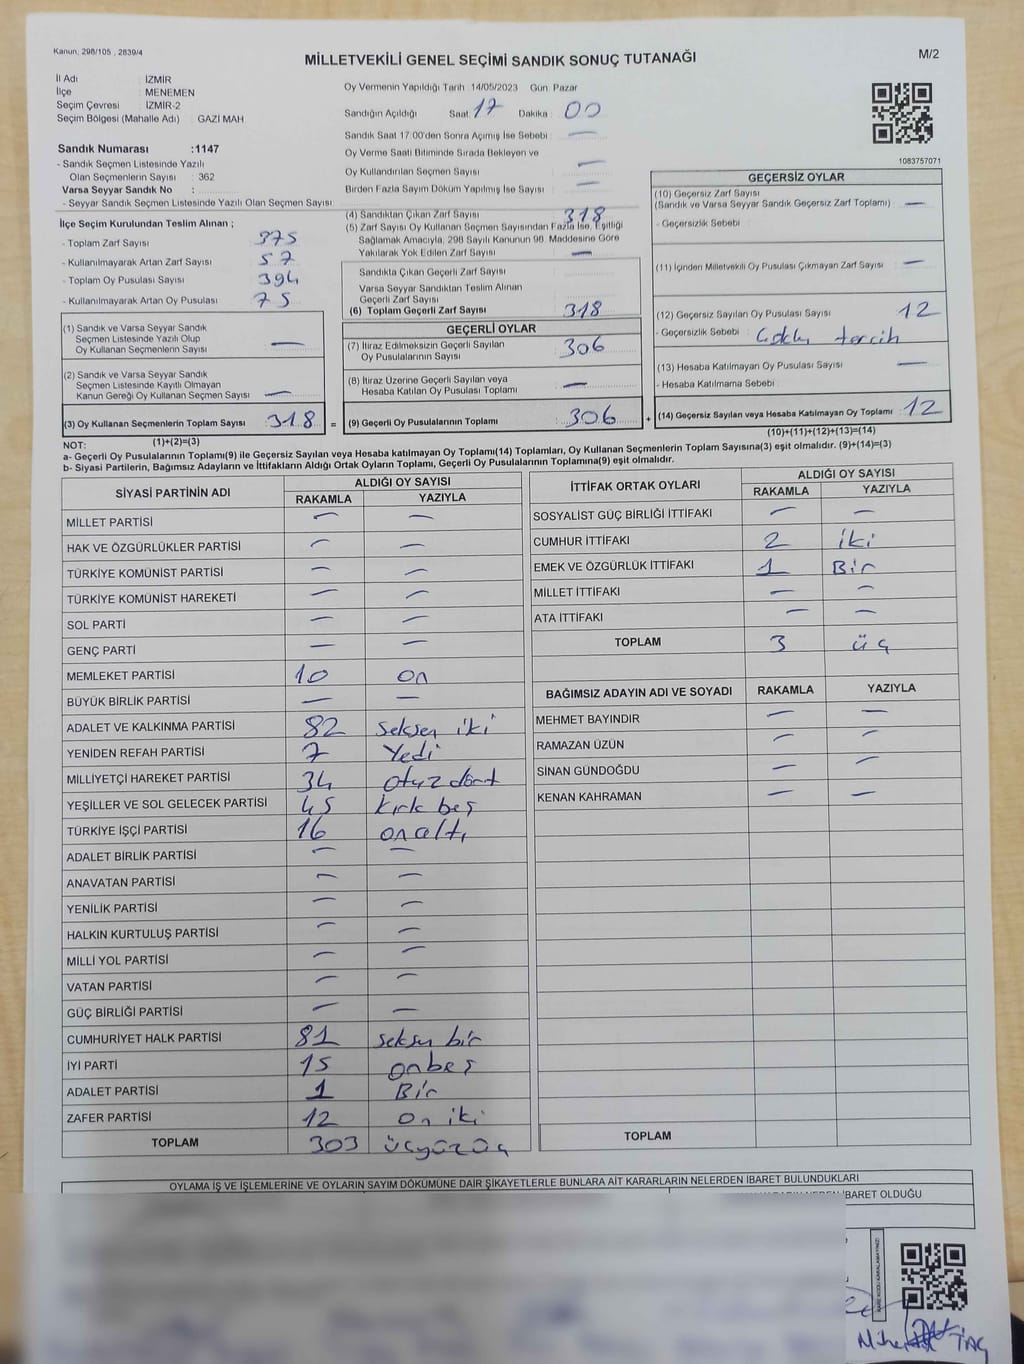 Kanun, 298/105 , 2839/4
MİLLETVEKİLİ GENEL SEÇİMİ SANDIK SONUÇ TUTANAĞI
M/2
İl Adı : İZMİR
İlçe : MENEMEN
Seçim Çevresi : İZMİR-2
Seçim Bölgesi (Mahalle Adı) : GAZİ MAH
Sandık Numarası :1147
- Sandık Seçmen Listesinde Yazılı
Olan Seçmenlerin Sayısı : 362
Varsa Seyyar Sandık No :
- Seyyar Sandık Seçmen Listesinde Yazılı Olan Seçmen Sayısı
Oy Vermenin Yapıldığı Tarih 14/05/2023 Gün Pazar
Sandığın Açıldığı Saat 17 Dakika 00
Sandık Saat 17:00'den Sonra Açımış İse Sebebi —
Oy Verme Saati Bitiminde Sırada Bekleyen ve
Oy Kullandırılan Seçmen Sayısı —
Birden Fazla Sayım Döküm Yapılmış İse Sayısı —
1083757071
İlçe Seçim Kurulundan Teslim Alınan ;
- Toplam Zarf Sayısı 375
- Kullanılmayarak Artan Zarf Sayısı 57
- Toplam Oy Pusulası Sayısı 394
- Kullanılmayarak Artan Oy Pusulası 75
(1) Sandık ve Varsa Seyyar Sandık
Seçmen Listesinde Yazılı Olup
Oy Kullanan Seçmenlerin Sayısı —
(2) Sandık ve Varsa Seyyar Sandık
Seçmen Listesinde Kayıtlı Olmayan
Kanun Gereği Oy Kullanan Seçmen Sayısı —
(3) Oy Kullanan Seçmenlerin Toplam Sayısı 318 =
(1)+(2)=(3)
(4) Sandıktan Çıkan Zarf Sayısı 318
(5) Zarf Sayısı Oy Kullanan Seçmen Sayısından Fazla İse, Eşitliği
Sağlamak Amacıyla, 298 Sayılı Kanunun 98. Maddesine Göre
Yakılarak Yok Edilen Zarf Sayısı —
Sandıkta Çıkan Geçerli Zarf Sayısı
Varsa Seyyar Sandıktan Teslim Alınan
Geçerli Zarf Sayısı
(6) Toplam Geçerli Zarf Sayısı 318
GEÇERLİ OYLAR
(7) İtiraz Edilmeksizin Geçerli Sayılan
Oy Pusulalarının Sayısı 306
(8) İtiraz Üzerine Geçerli Sayılan veya
Hesaba Katılan Oy Pusulası Toplamı —
(9) Geçerli Oy Pusulalarının Toplamı 306 +
GEÇERSİZ OYLAR
(10) Geçersiz Zarf Sayısı
(Sandık ve Varsa Seyyar Sandık Geçersiz Zarf Toplamı) —
- Geçersizlik Sebebi :
(11) İçinden Milletvekili Oy Pusulası Çıkmayan Zarf Sayısı —
(12) Geçersiz Sayılan Oy Pusulası Sayısı 12
- Geçersizlik Sebebi : tercih
(13) Hesaba Katılmayan Oy Pusulası Sayısı —
- Hesaba Katılmama Sebebi
(14) Geçersiz Sayılan veya Hesaba Katılmayan Oy Toplamı 12
(10)+(11)+(12)+(13)=(14)
NOT:
a- Geçerli Oy Pusulalarının Toplamı(9) ile Geçersiz Sayılan veya Hesaba katılmayan Oy Toplamı(14) Toplamları, Oy Kullanan Seçmenlerin Toplam Sayısına(3) eşit olmalıdır. (9)+(14)=(3)
b- Siyasi Partilerin, Bağımsız Adayların ve İttifakların Aldığı Ortak Oyların Toplamı, Geçerli Oy Pusulalarının Toplamına(9) eşit olmalıdır.
SİYASİ PARTİNİN ADI ALDIĞI OY SAYISI
RAKAMLA YAZIYLA
MİLLET PARTİSİ — —
HAK VE ÖZGÜRLÜKLER PARTİSİ — —
TÜRKİYE KOMÜNİST PARTİSİ — —
TÜRKİYE KOMÜNİST HAREKETİ — —
SOL PARTİ — —
GENÇ PARTİ — —
MEMLEKET PARTİSİ 10 on
BÜYÜK BİRLİK PARTİSİ — —
ADALET VE KALKINMA PARTİSİ 82 seksen iki
YENİDEN REFAH PARTİSİ 7 Yedi
MİLLİYETÇİ HAREKET PARTİSİ 34 otuz dört
YEŞİLLER VE SOL GELECEK PARTİSİ 45 kırk beş
TÜRKİYE İŞÇİ PARTİSİ 16 on altı
ADALET BİRLİK PARTİSİ — —
ANAVATAN PARTİSİ — —
YENİLİK PARTİSİ — —
HALKIN KURTULUŞ PARTİSİ — —
MİLLİ YOL PARTİSİ — —
VATAN PARTİSİ — —
GÜÇ BİRLİĞİ PARTİSİ — —
CUMHURİYET HALK PARTİSİ 81 seksen bir
İYİ PARTİ 15 onbeş
ADALET PARTİSİ 1 Bir
ZAFER PARTİSİ 12 on iki
TOPLAM 303 üçyüzüç
İTTİFAK ORTAK OYLARI ALDIĞI OY SAYISI
RAKAMLA YAZIYLA
SOSYALİST GÜÇ BİRLİĞİ İTTİFAKI — —
CUMHUR İTTİFAKI 2 iki
EMEK VE ÖZGÜRLÜK İTTİFAKI 1 Bir
MİLLET İTTİFAKI — —
ATA İTTİFAKI — —
TOPLAM 3 üç
BAĞIMSIZ ADAYIN ADI VE SOYADI RAKAMLA YAZIYLA
MEHMET BAYINDIR — —
RAMAZAN ÜZÜN — —
SİNAN GÜNDOĞDU — —
KENAN KAHRAMAN — —
TOPLAM
OYLAMA İŞ VE İŞLEMLERİNE VE OYLARIN SAYIM DÖKÜMÜNE DAİR ŞİKAYETLERLE BUNLARA AİT KARARLARIN NELERDEN İBARET BULUNDUKLARI
İBARET OLDUĞU
KARE KODU KARALAMAYINIZ!